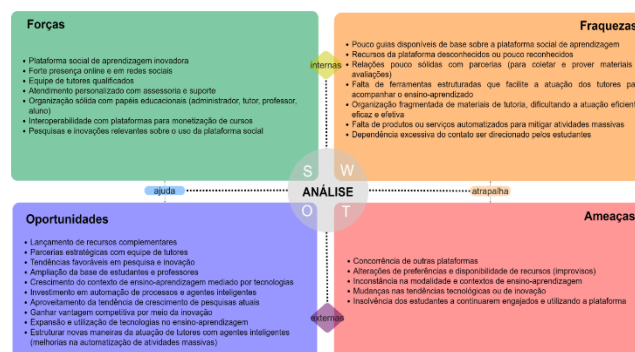 Forças
• Plataforma social de aprendizagem inovadora
• Forte presença online e em redes sociais
• Equipe de tutores qualificados
• Atendimento personalizado com assessoria e suporte
• Organização sólida com papéis educacionais (administrador, tutor, professor,
aluno)
• Interoperabilidade com plataformas para monetização de cursos
• Pesquisas e inovações relevantes sobre o uso da plataforma social
internas
Fraquezas
• Pouco guias disponíveis de base sobre a plataforma social de aprendizagem
• Recursos da plataforma desconhecidos ou pouco reconhecidos
• Relações pouco sólidas com parcerias (para coletar e prover materiais
avaliações)
• Falta de ferramentas estruturadas que facilite a atuação dos tutores par
acompanhar o ensino-aprendizado
• Organização fragmentada de materiais de tutoria, dificultando a atuação eficient
eficaz e efetiva
• Falta de produtos ou serviços automatizados para mitigar atividades massivas
• Dependência excessiva do contato ser direcionado pelos estudantes
S W
ajuda
ANÁLISE
atrapalha
O T
Oportunidades
• Lançamento de recursos complementares
• Parcerias estratégicas com equipe de tutores
• Tendências favoráveis em pesquisa e inovação
• Ampliação da base de estudantes e professores
• Crescimento do contexto de ensino-aprendizado mediado por tecnologias
• Investimento em automação de processos e agentes inteligentes
• Aproveitamento da tendência de crescimento de pesquisas atuais
• Ganhar vantagem competitiva por meio da inovação
• Expansão e utilização de tecnologias no ensino-aprendizado
• Estruturar novas maneiras da atuação de tutores com agentes inteligentes
(melhorias na automatização de atividades massivas)
externas
Ameaças
• Concorrência de outras plataformas
• Alterações de preferências e disponibilidade de recursos (improvisos)
• Inconstância na modalidade e contextos de ensino-aprendizado
• Mudanças nas tendências tecnológicas ou de inovação
• Insolvência dos estudantes a continuarem engajados e utilizando a plataforma